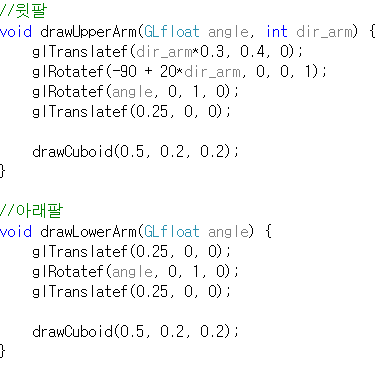 //윗팔
void drawUpperArm(GLfloat angle, int dir_arm) {
    glTranslatef(dir_arm*0.3, 0.4, 0);
    glRotatef(-90 + 20*dir_arm, 0, 0, 1);
    glRotatef(angle, 0, 1, 0);
    glTranslatef(0.25, 0, 0);

    drawCuboid(0.5, 0.2, 0.2);
}

//아래팔
void drawLowerArm(GLfloat angle) {
    glTranslatef(0.25, 0, 0);
    glRotatef(angle, 0, 1, 0);
    glTranslatef(0.25, 0, 0);

    drawCuboid(0.5, 0.2, 0.2);
}